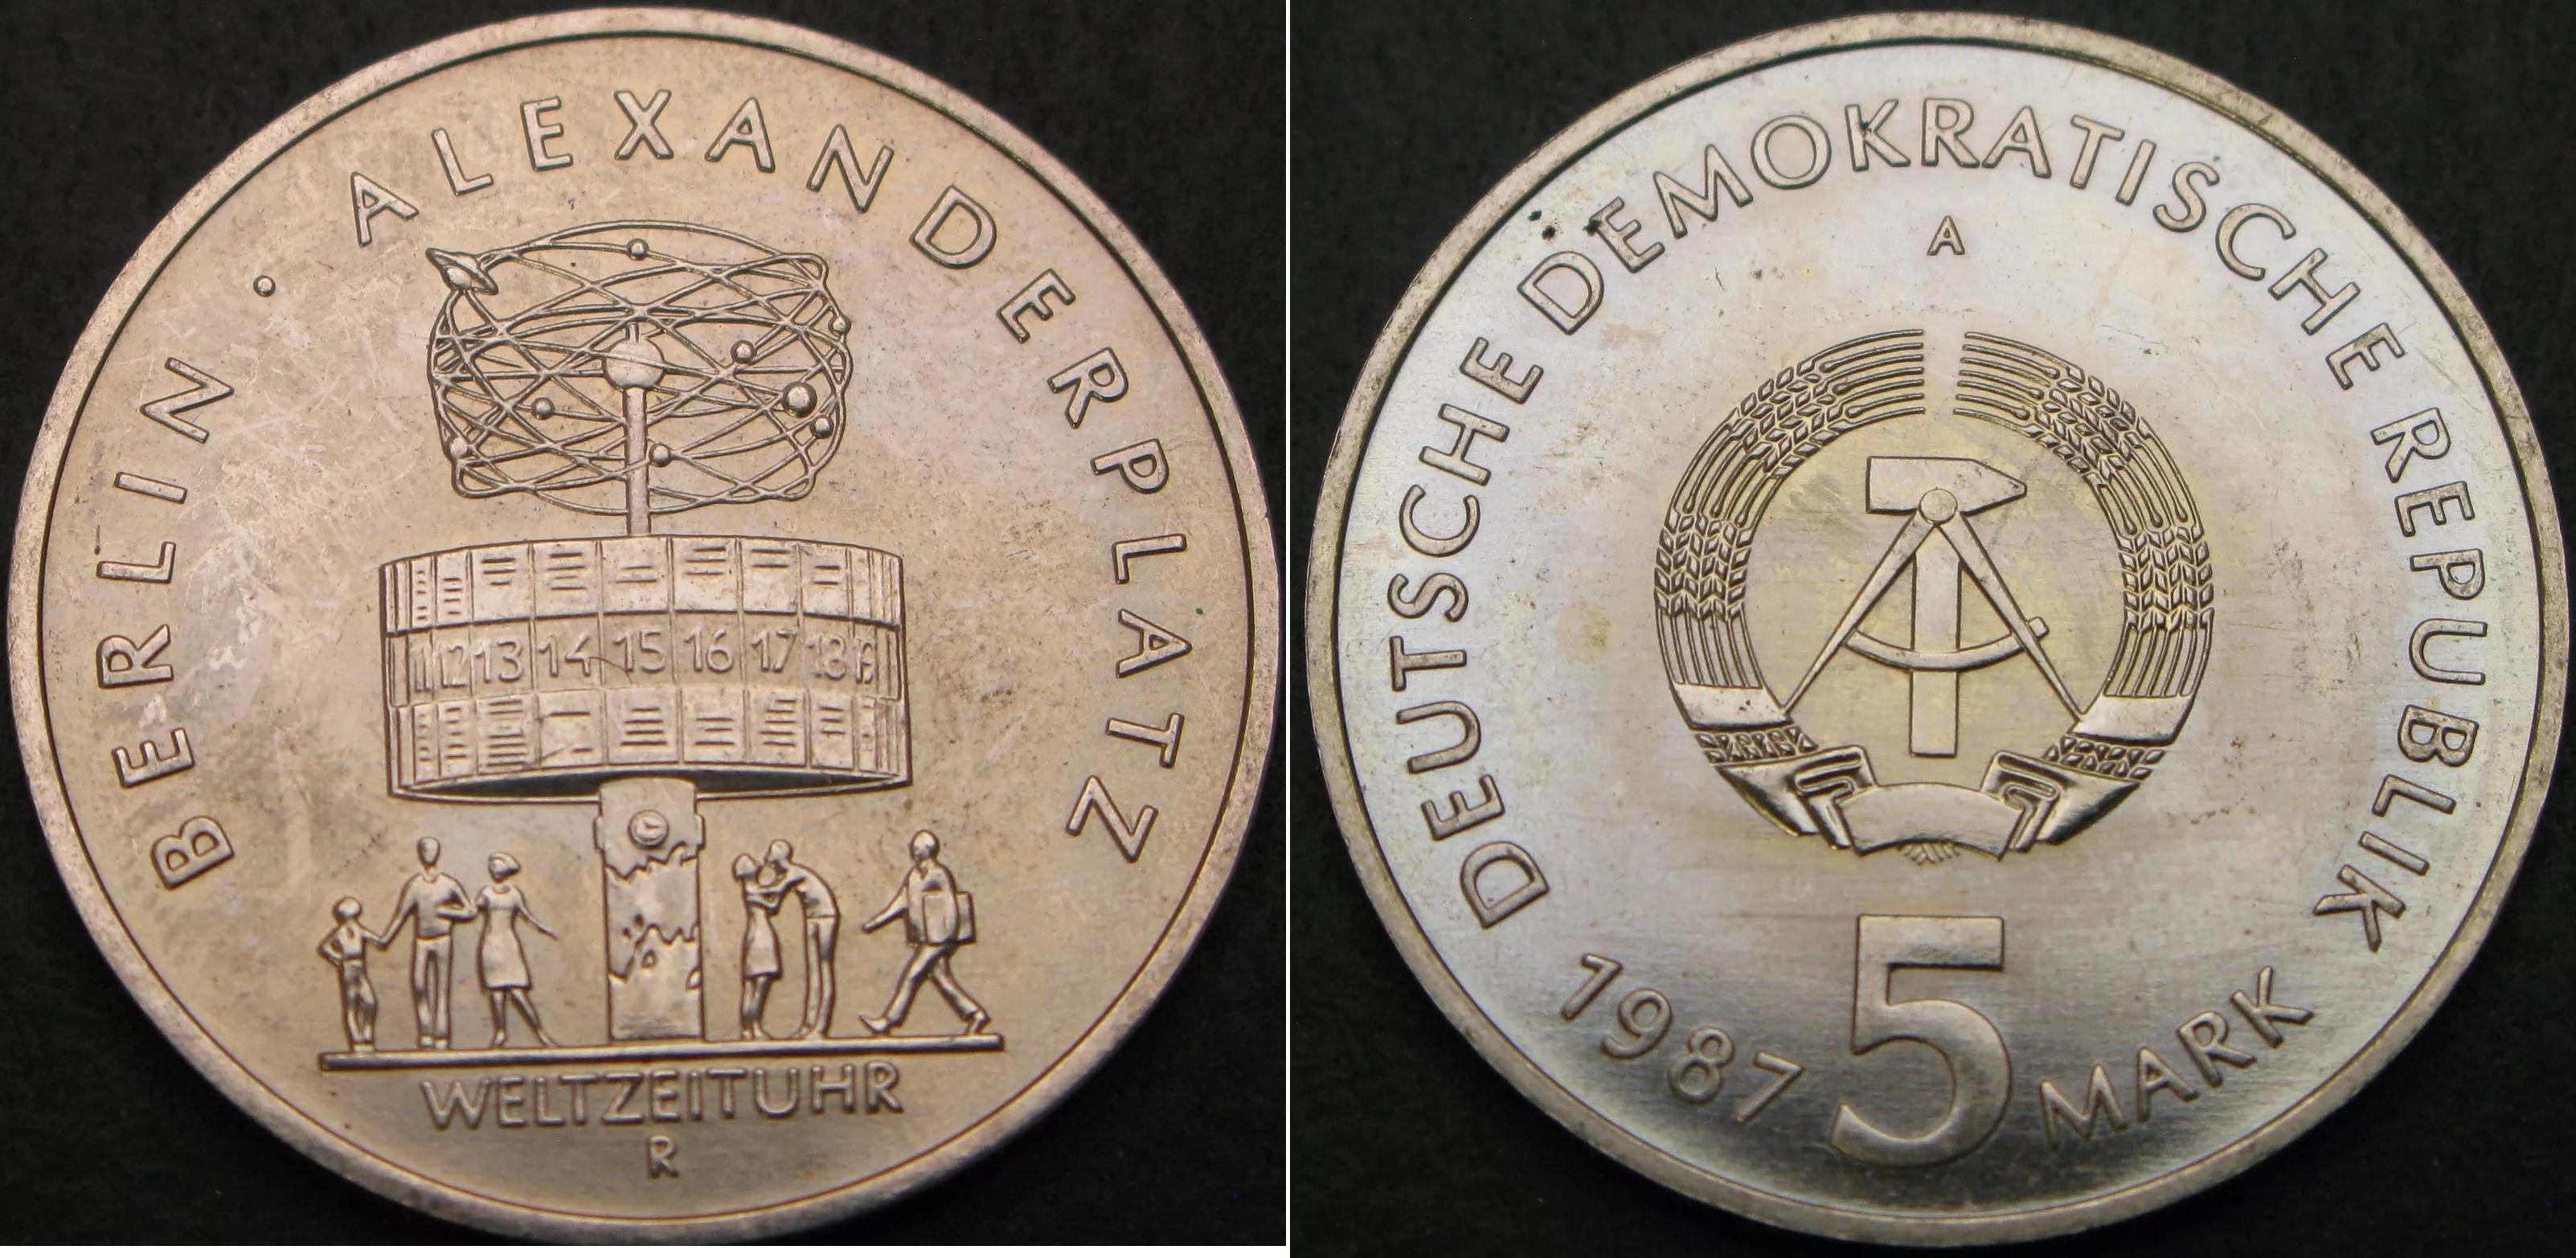 BERLIN · ALEXANDERPLATZ
11 12 13 14 15 16 17 18 19
WELTZEITUHR
R
DEUTSCHE DEMOKRATISCHE REPUBLIK
A
1987 5 MARK